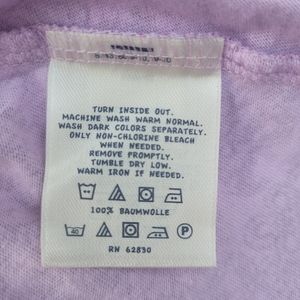 TURN INSIDE OUT.
MACHINE WASH WARM NORMAL.
WASH DARK COLORS SEPARATELY.
ONLY NON-CHLORINE BLEACH
WHEN NEEDED.
REMOVE PROMPTLY.
TUMBLE DRY LOW.
WARM IRON IF NEEDED.
100% BAUMWOLLE
40 P
RN 62830